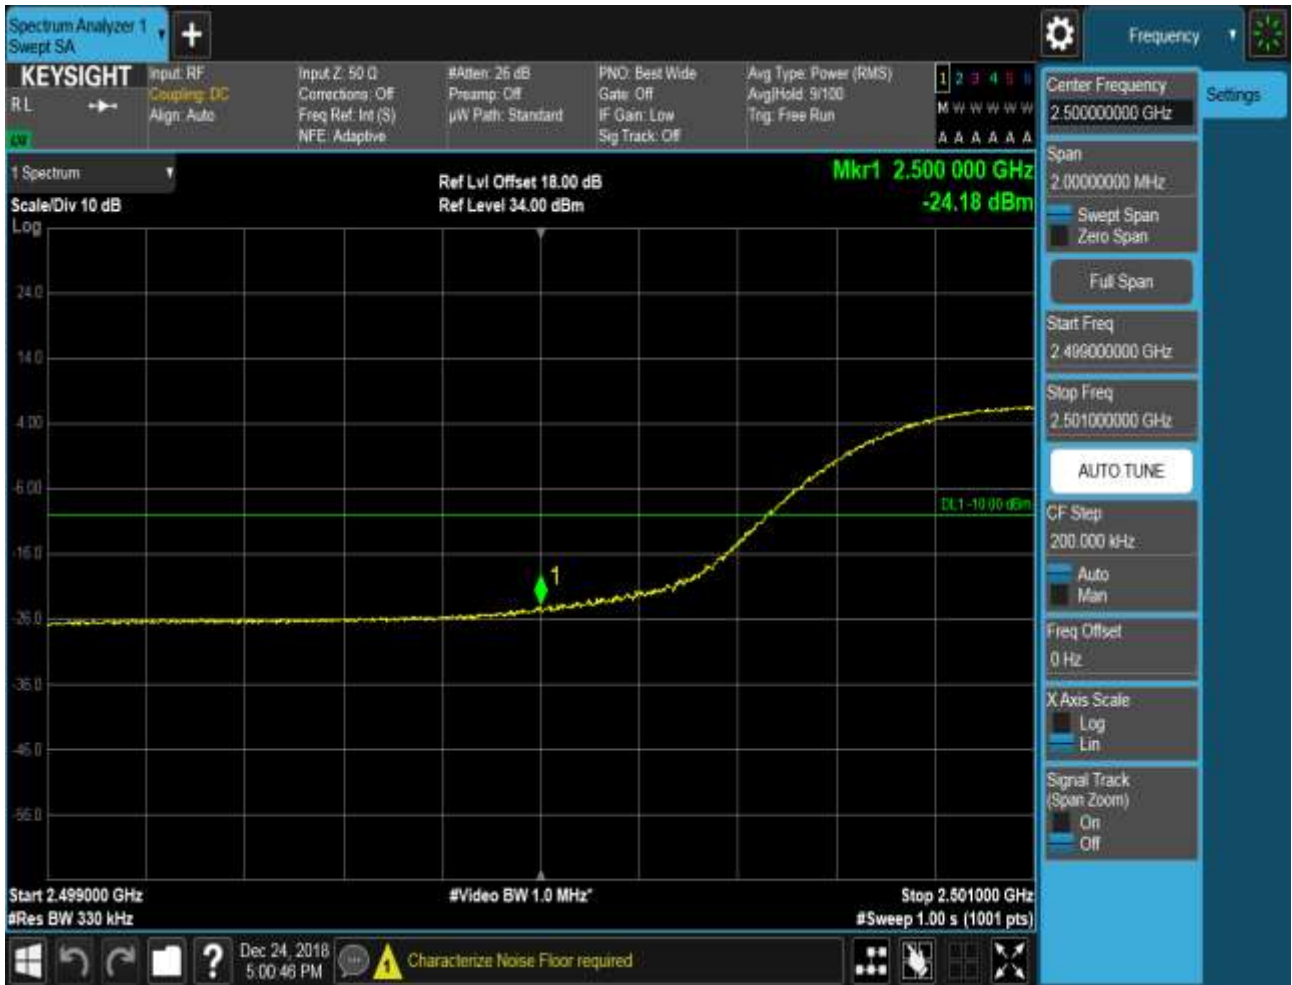 Spectrum Analyzer 1
Swept SA
+
Frequency
KEYSIGHT
RL
Input: RF
Coupling: DC
Align: Auto
Input Z: 50 Ω
Corrections: Off
Freq Ref: Int (S)
NFE: Adaptive
#Atten: 26 dB
Preamp: Off
µW Path: Standard
PNO: Best Wide
Gate: Off
IF Gain: Low
Sig Track: Off
Avg Type: Power (RMS)
Avg|Hold: 9/100
Trig: Free Run
1 2 3 4 5 6
M W W W W W
A A A A A A
1 Spectrum
Scale/Div 10 dB
Log
Ref Lvl Offset 18.00 dB
Ref Level 34.00 dBm
Mkr1 2.500 000 GHz
-24.18 dBm
24.0
14.0
4.00
-6.00
-16.0
-26.0
-36.0
-46.0
-56.0
DL1 -10.00 dBm
1
Start 2.499000 GHz
#Res BW 330 kHz
#Video BW 1.0 MHz*
Stop 2.501000 GHz
#Sweep 1.00 s (1001 pts)
Center Frequency
2.500000000 GHz
Settings
Span
2.00000000 MHz
Swept Span
Zero Span
Full Span
Start Freq
2.499000000 GHz
Stop Freq
2.501000000 GHz
AUTO TUNE
CF Step
200.000 kHz
Auto
Man
Freq Offset
0 Hz
X Axis Scale
Log
Lin
Signal Track
(Span Zoom)
On
Off
?
Dec 24, 2018
5:00:46 PM
1
Characterize Noise Floor required